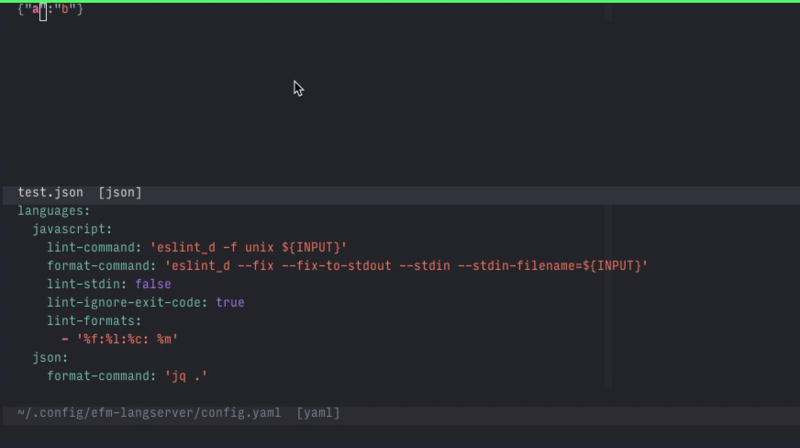 {"a":"b"}
test.json  [json]
languages:
  javascript:
    lint-command: 'eslint_d -f unix ${INPUT}'
    format-command: 'eslint_d --fix --fix-to-stdout --stdin --stdin-filename=${INPUT}'
    lint-stdin: false
    lint-ignore-exit-code: true
    lint-formats:
      - '%f:%l:%c: %m'
  json:
    format-command: 'jq .'
~/.config/efm-langserver/config.yaml  [yaml]